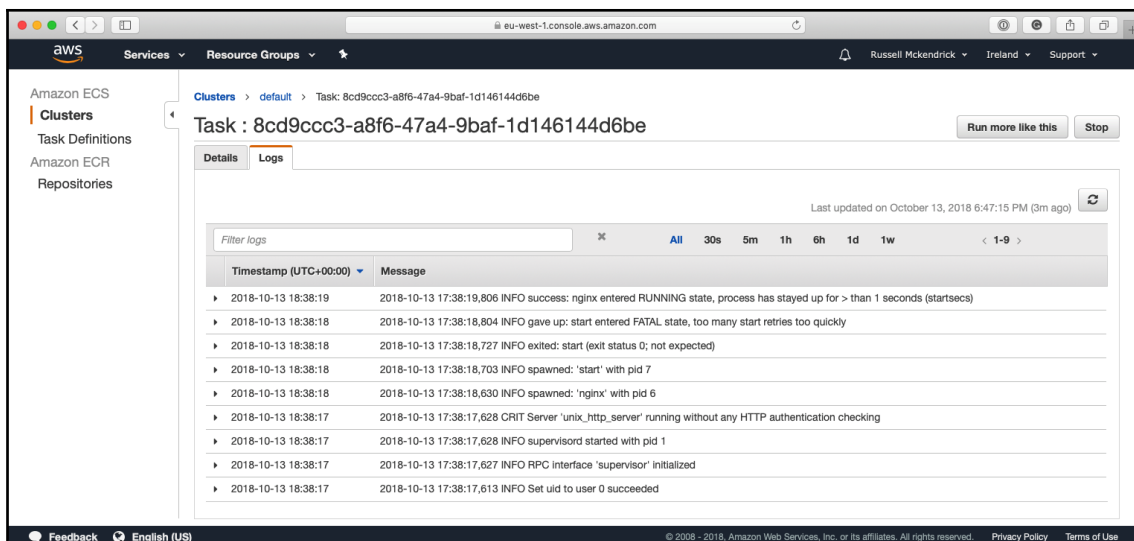 eu-west-1.console.aws.amazon.com
aws Services Resource Groups Russell Mckendrick Ireland Support
Amazon ECS
Clusters
Task Definitions
Amazon ECR
Repositories
Clusters > default > Task: 8cd9ccc3-a8f6-47a4-9baf-1d146144d6be
Task : 8cd9ccc3-a8f6-47a4-9baf-1d146144d6be
Run more like this Stop
Details Logs
Last updated on October 13, 2018 6:47:15 PM (3m ago)
Filter logs All 30s 5m 1h 6h 1d 1w < 1-9 >
Timestamp (UTC+00:00) Message
2018-10-13 18:38:19 2018-10-13 17:38:19,806 INFO success: nginx entered RUNNING state, process has stayed up for > than 1 seconds (startsecs)
2018-10-13 18:38:18 2018-10-13 17:38:18,804 INFO gave up: start entered FATAL state, too many start retries too quickly
2018-10-13 18:38:18 2018-10-13 17:38:18,727 INFO exited: start (exit status 0; not expected)
2018-10-13 18:38:18 2018-10-13 17:38:18,703 INFO spawned: 'start' with pid 7
2018-10-13 18:38:18 2018-10-13 17:38:18,630 INFO spawned: 'nginx' with pid 6
2018-10-13 18:38:17 2018-10-13 17:38:17,628 CRIT Server 'unix_http_server' running without any HTTP authentication checking
2018-10-13 18:38:17 2018-10-13 17:38:17,628 INFO supervisord started with pid 1
2018-10-13 18:38:17 2018-10-13 17:38:17,627 INFO RPC interface 'supervisor' initialized
2018-10-13 18:38:17 2018-10-13 17:38:17,613 INFO Set uid to user 0 succeeded
Feedback English (US) © 2008 - 2018, Amazon Web Services, Inc. or its affiliates. All rights reserved. Privacy Policy Terms of Use